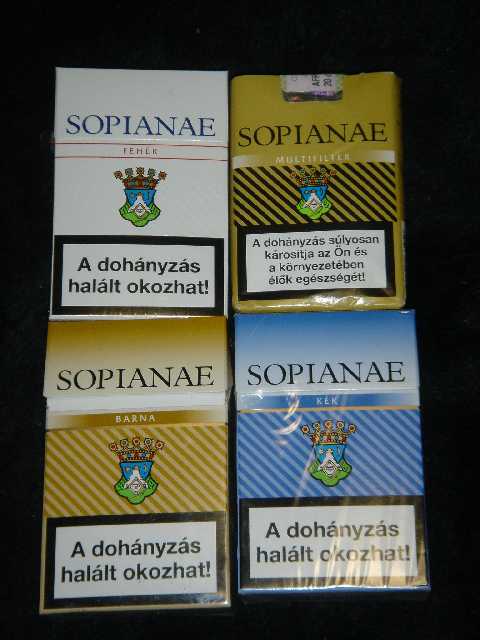 SOPIANAE
FEHÉR
A dohányzás
halált okozhat!
SOPIANAE
MULTIFILTER
A dohányzás súlyosan
károsítja az Ön és
a környezetében
élők egészségét!
SOPIANAE
BARNA
A dohányzás
halált okozhat!
SOPIANAE
KÉK
A dohányzás
halált okozhat!